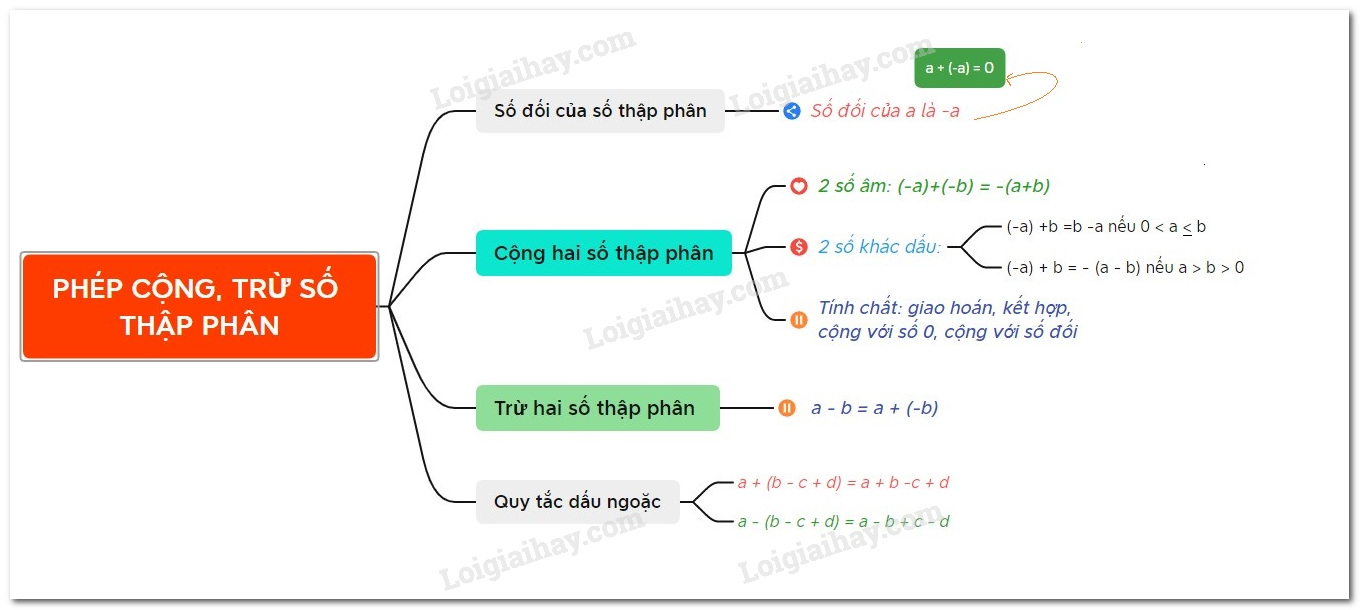 Loigiaihay.com
Loigiaihay.com
a + (-a) = 0
Số đối của số thập phân
Số đối của a là -a
2 số âm: (-a)+(-b) = -(a+b)
Cộng hai số thập phân
2 số khác dấu:
(-a) +b =b -a nếu 0 < a ≤ b
(-a) + b = - (a - b) nếu a > b > 0
PHÉP CỘNG, TRỪ SỐ
THẬP PHÂN
Tính chất: giao hoán, kết hợp,
cộng với số 0, cộng với số đối
Loigiaihay.com
Trừ hai số thập phân
a - b = a + (-b)
Quy tắc dấu ngoặc
a + (b - c + d) = a + b -c + d
a - (b - c + d) = a - b + c - d
Loigiaihay.com
Loigiaihay.com